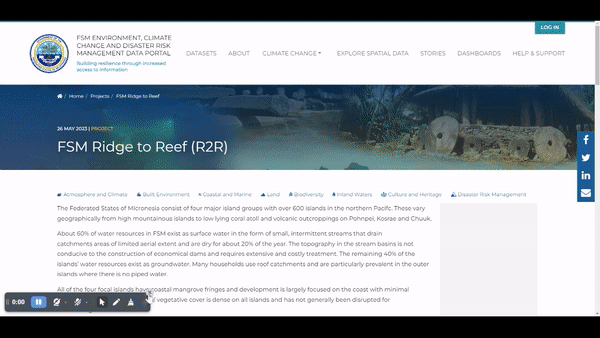 LOG IN
FSM ENVIRONMENT, CLIMATE
CHANGE AND DISASTER RISK
MANAGEMENT DATA PORTAL
Building resilience through increased
access to information
DATASETS ABOUT CLIMATE CHANGE EXPLORE SPATIAL DATA STORIES DASHBOARDS HELP & SUPPORT
/ Home / Projects / FSM Ridge to Reef
26 MAY 2023 | PROJECT
FSM Ridge to Reef (R2R)
Atmosphere and Climate Built Environment Coastal and Marine Land Biodiversity Inland Waters Culture and Heritage Disaster Risk Management
The Federated States of Micronesia consist of four major island groups with over 600 islands in the northern Pacifc. These vary
geographically from high mountainous islands to low lying coral atoll and volcanic outcroppings on Pohnpei, Kosrae and Chuuk.
About 60% of water resources in FSM exist as surface water in the form of small, intermittent streams that drain
catchments areas of limited aerial extent and are dry for about 20% of the year. The topography in the stream basins is not
conducive to the construction of economical dams and requires extensive and costly treatment. The remaining 40% of the
islands' water resources exist as groundwater. Many households use roof catchments and are particularly prevalent in the outer
islands where there is no piped water.
All of the four focal islands have coastal mangrove fringes and development is largely focused on the coast with minimal
vegetative cover is dense on all islands and has not generally been disrupted for
0:00